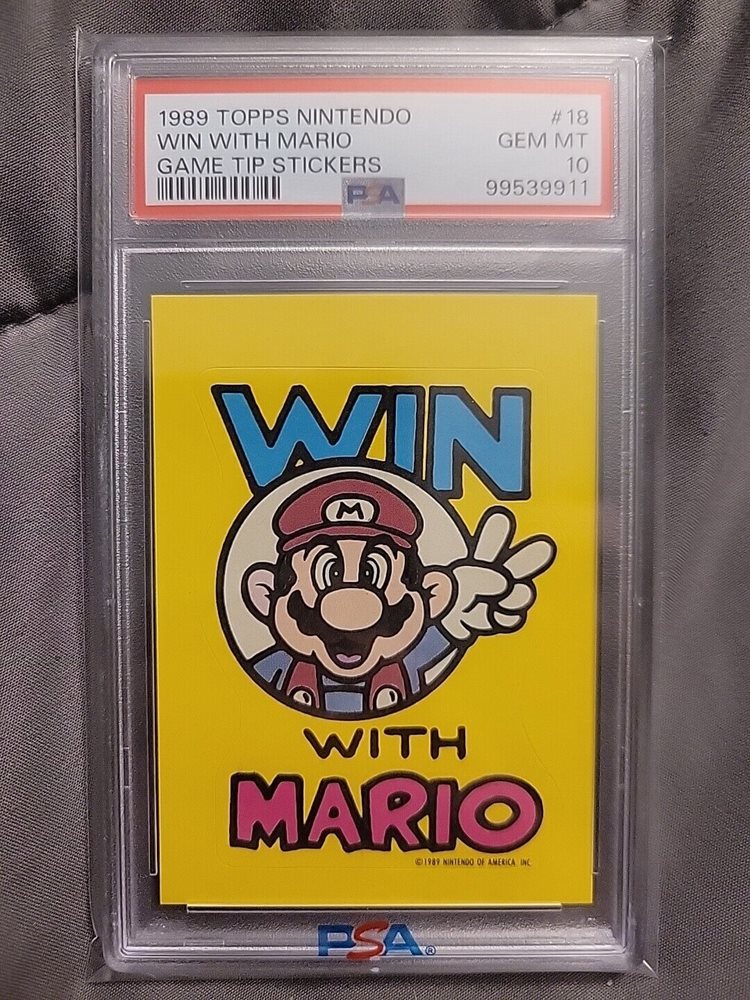 1989 TOPPS NINTENDO #18
WIN WITH MARIO GEM MT
GAME TIP STICKERS 10
PSA 99539911
WIN
M
WITH
MARIO
©1989 NINTENDO OF AMERICA INC.
PSA®